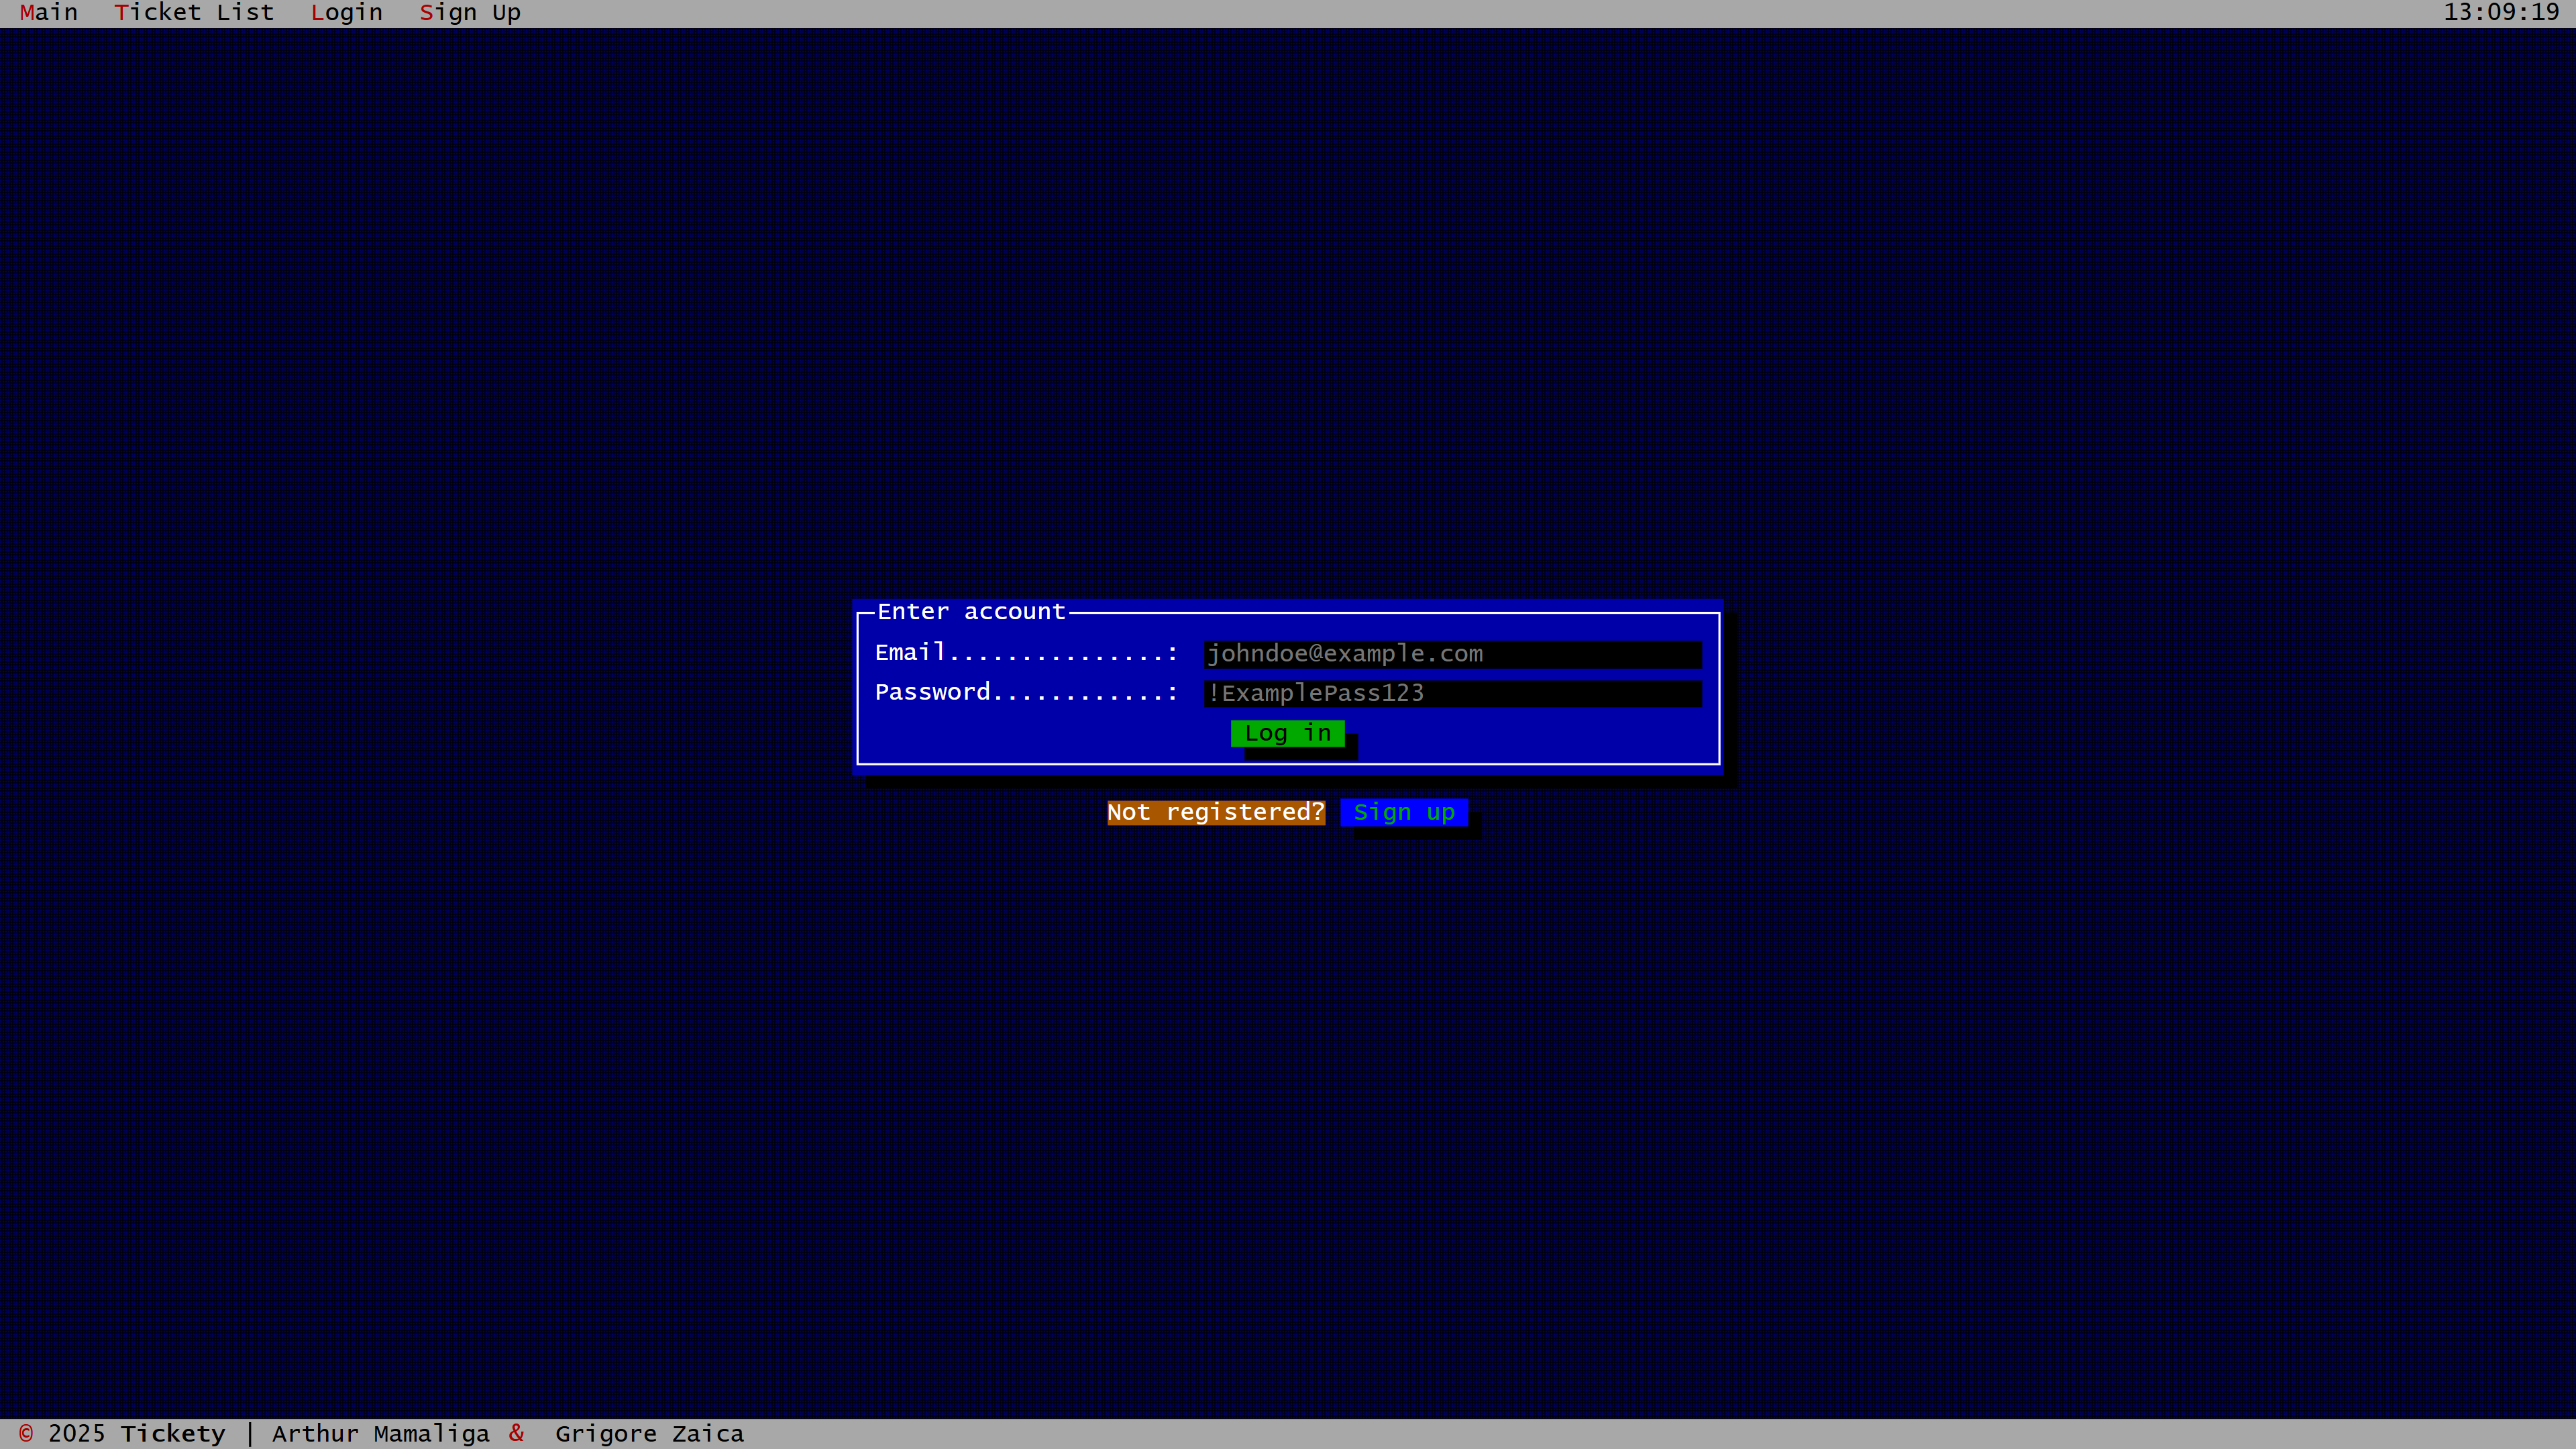 Main Ticket List Login Sign Up 13:09:19
Enter account
Email...............: johndoe@example.com
Password............: !ExamplePass123
Log in
Not registered? Sign up
© 2025 Tickety | Arthur Mamaliga & Grigore Zaica